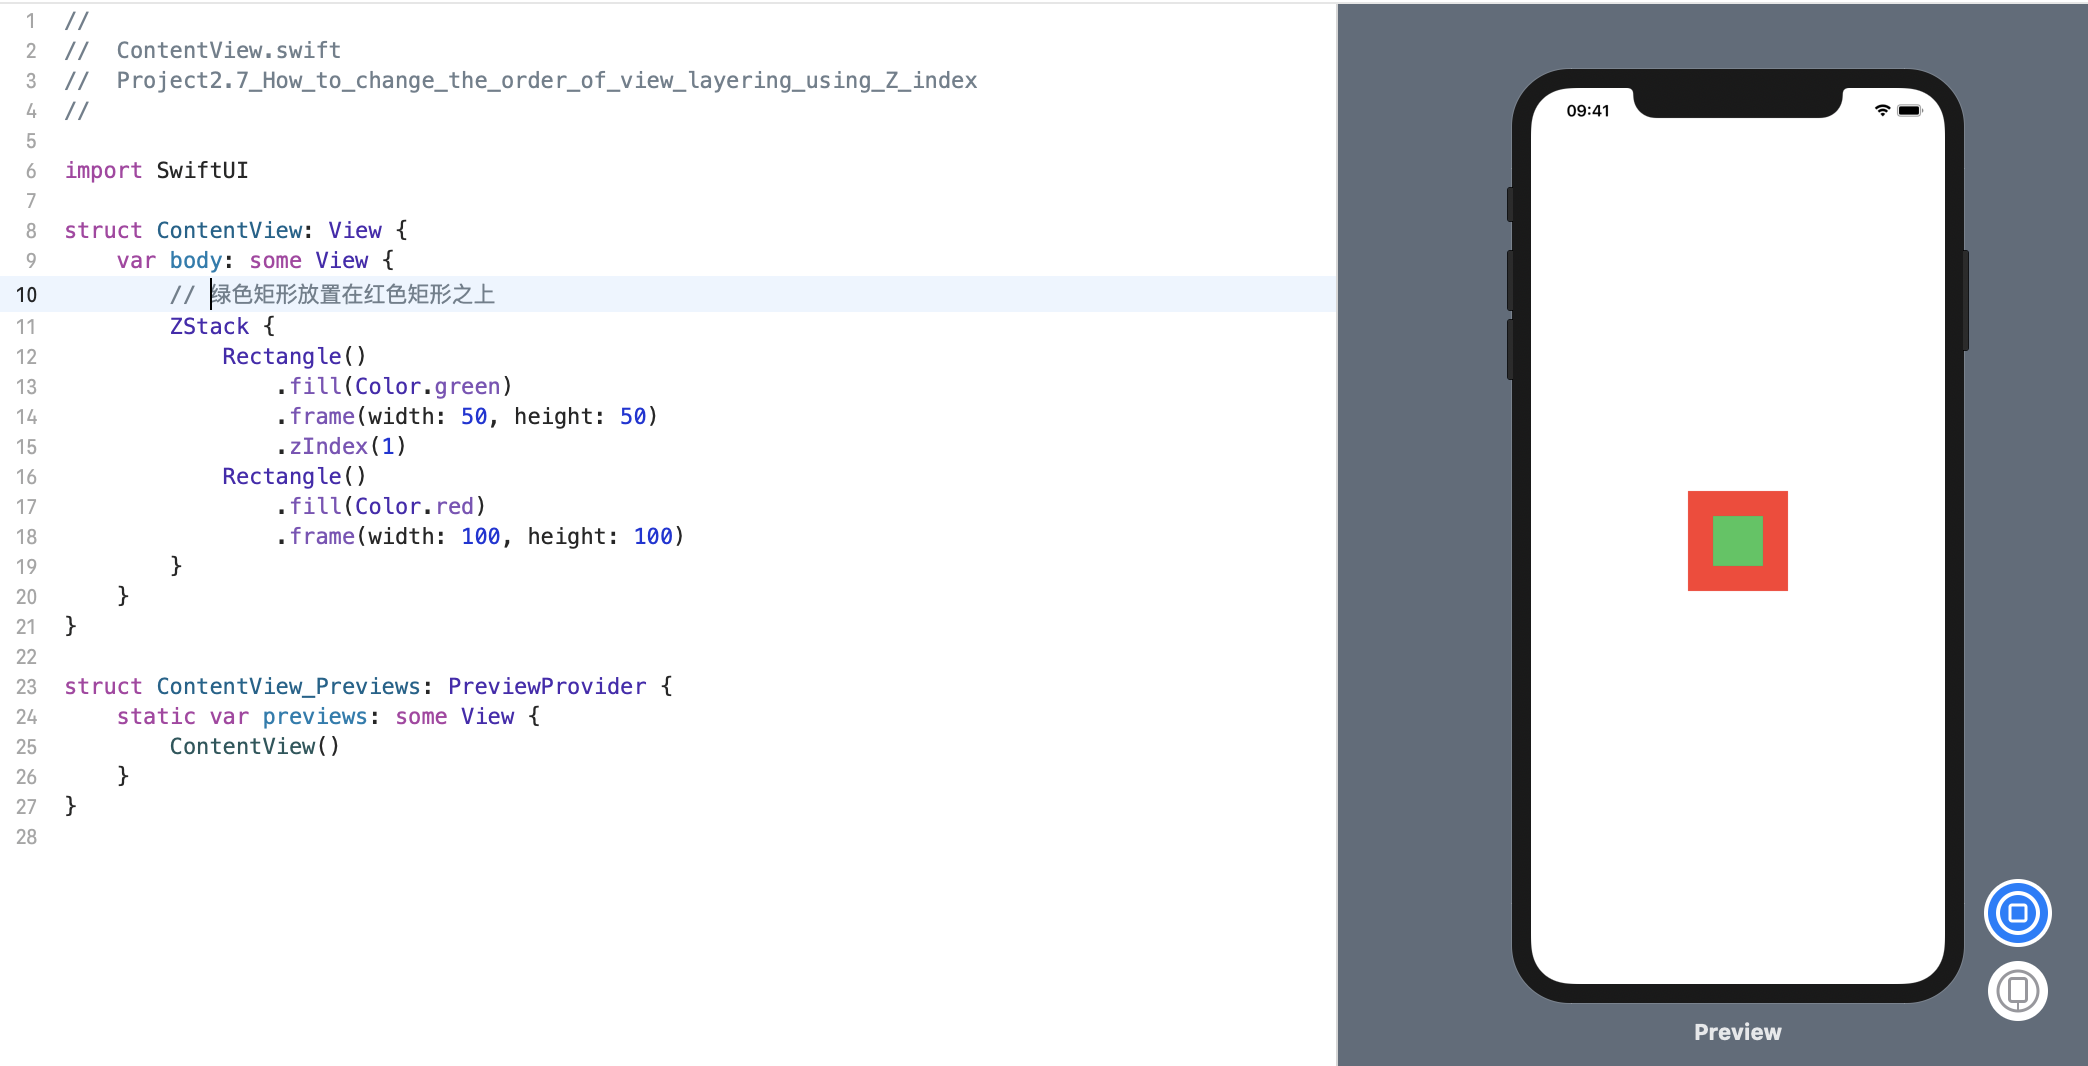 1 //
2 //  ContentView.swift
3 //  Project2.7_How_to_change_the_order_of_view_layering_using_Z_index
4 //
5
6 import SwiftUI
7
8 struct ContentView: View {
9     var body: some View {
10         // 绿色矩形放置在红色矩形之上
11         ZStack {
12             Rectangle()
13                 .fill(Color.green)
14                 .frame(width: 50, height: 50)
15                 .zIndex(1)
16             Rectangle()
17                 .fill(Color.red)
18                 .frame(width: 100, height: 100)
19         }
20     }
21 }
22
23 struct ContentView_Previews: PreviewProvider {
24     static var previews: some View {
25         ContentView()
26     }
27 }
28
09:41
Preview